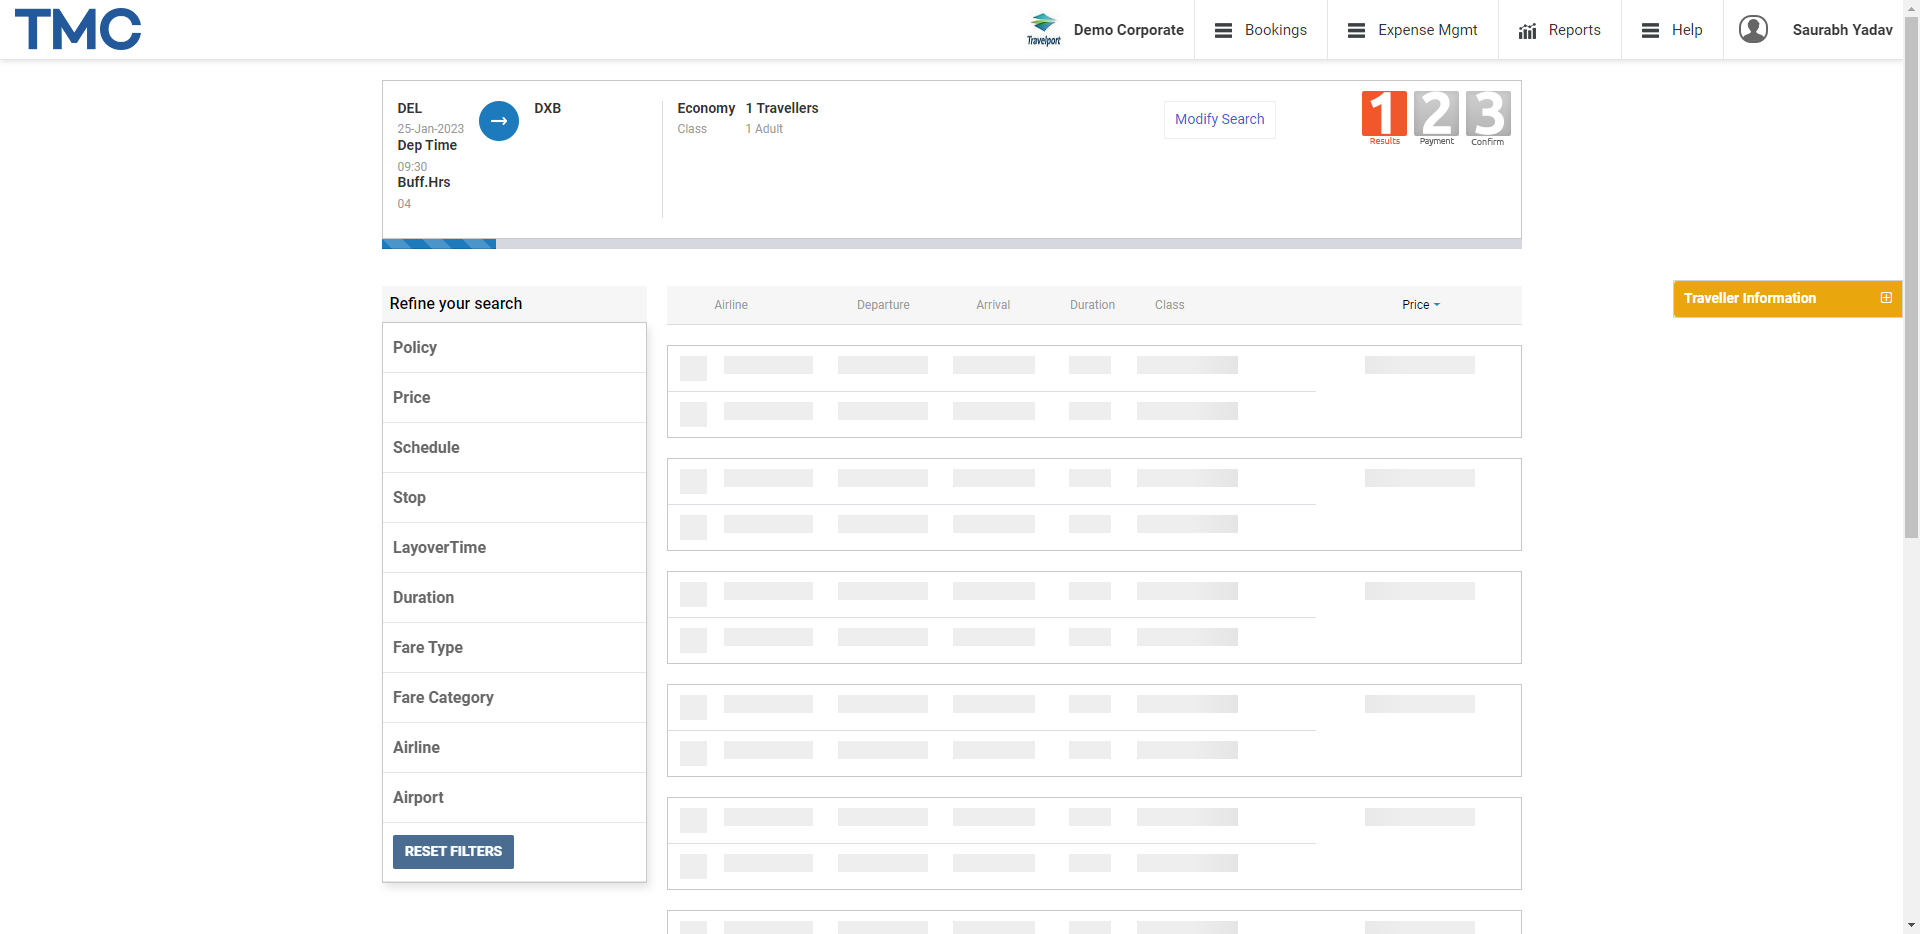 TMC
Travelport
Demo Corporate
Bookings
Expense Mgmt
Reports
Help
Saurabh Yadav
DEL
25-Jan-2023
Dep Time
09:30
Buff.Hrs
04
DXB
Economy
Class
1 Travellers
1 Adult
Modify Search
1
Results
2
Payment
3
Confirm
Refine your search
Policy
Price
Schedule
Stop
LayoverTime
Duration
Fare Type
Fare Category
Airline
Airport
RESET FILTERS
Airline Departure Arrival Duration Class Price
Traveller Information